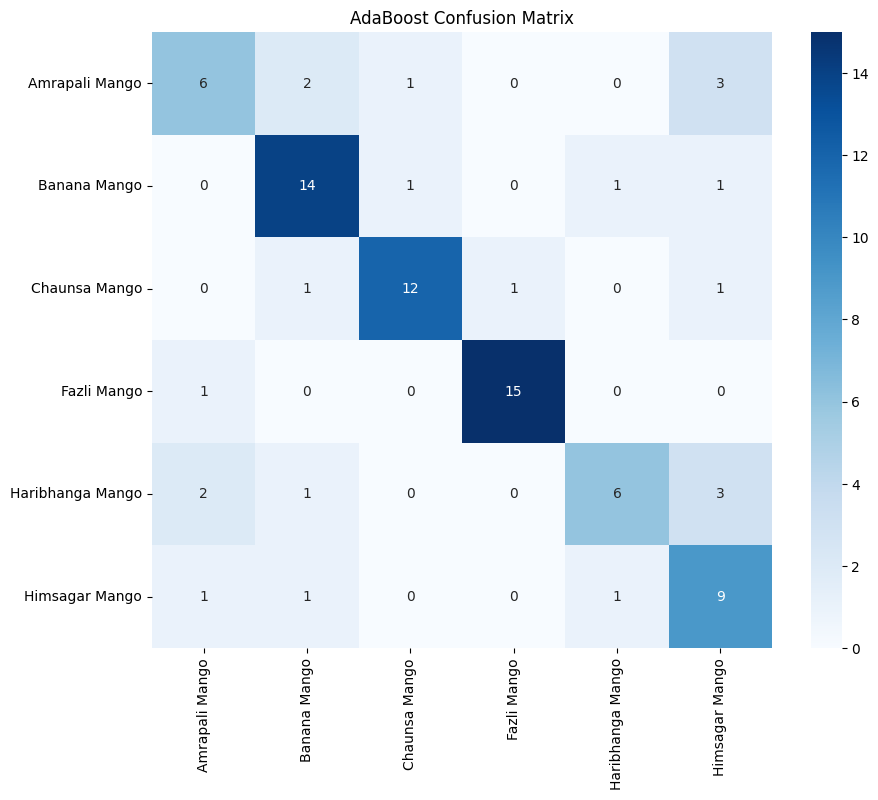 AdaBoost Confusion Matrix
Amrapali Mango 6 2 1 0 0 3
Banana Mango 0 14 1 0 1 1
Chaunsa Mango 0 1 12 1 0 1
Fazli Mango 1 0 0 15 0 0
Haribhanga Mango 2 1 0 0 6 3
Himsagar Mango 1 1 0 0 1 9
Amrapali Mango
Banana Mango
Chaunsa Mango
Fazli Mango
Haribhanga Mango
Himsagar Mango
14
12
10
8
6
4
2
0